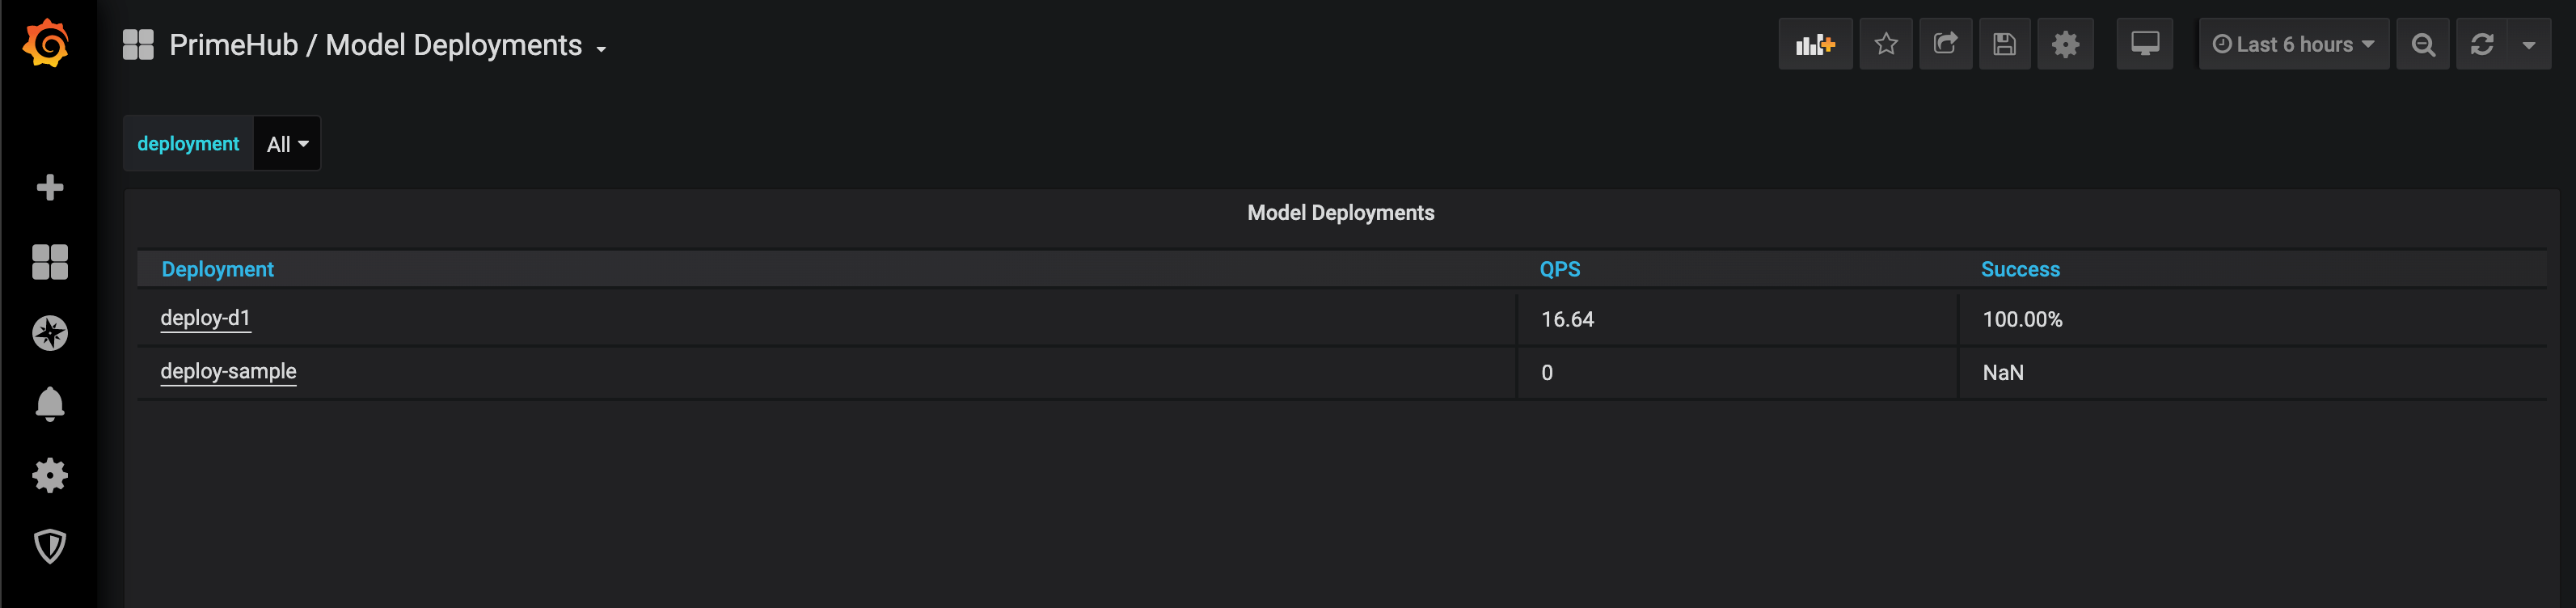 PrimeHub / Model Deployments
Last 6 hours
deployment All
Model Deployments
Deployment QPS Success
deploy-d1 16.64 100.00%
deploy-sample 0 NaN